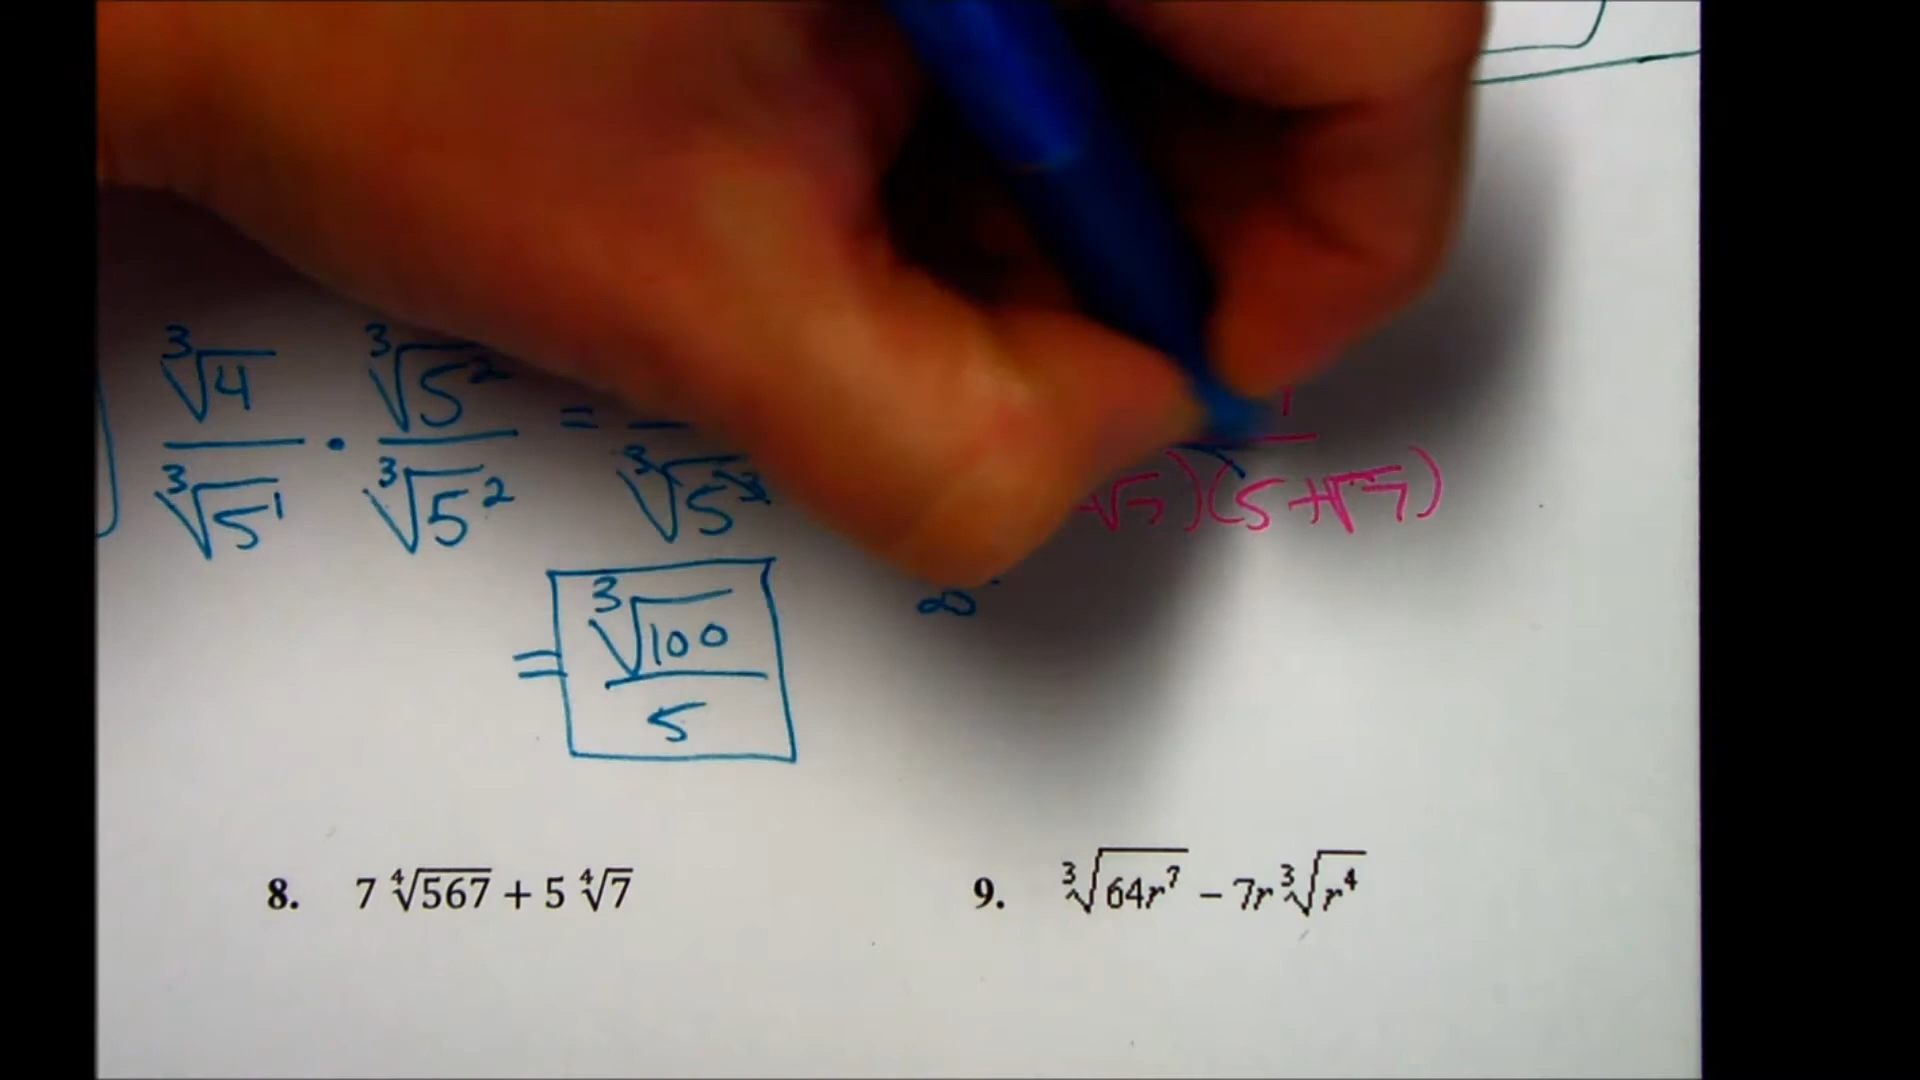 ∛4 / ∛5¹ · ∛5² / ∛5² = / ∛5³
1 / √7)(5+√7)
= ∛100 / 5
8. 7 ∜567 + 5 ∜7
9. ∛64r⁷ − 7r ∛r⁴